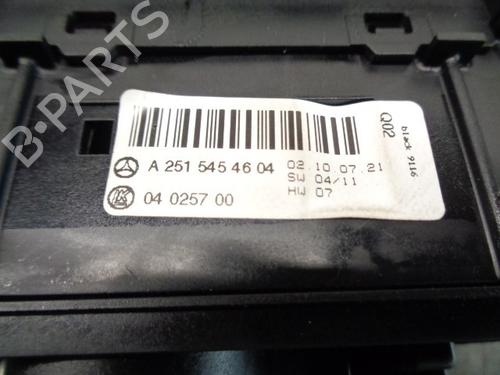 A 251 545 46 04
04 0257 00
02.10.07.21
SW 04/11
HW 07
Q02
black 9116
B-PARTS